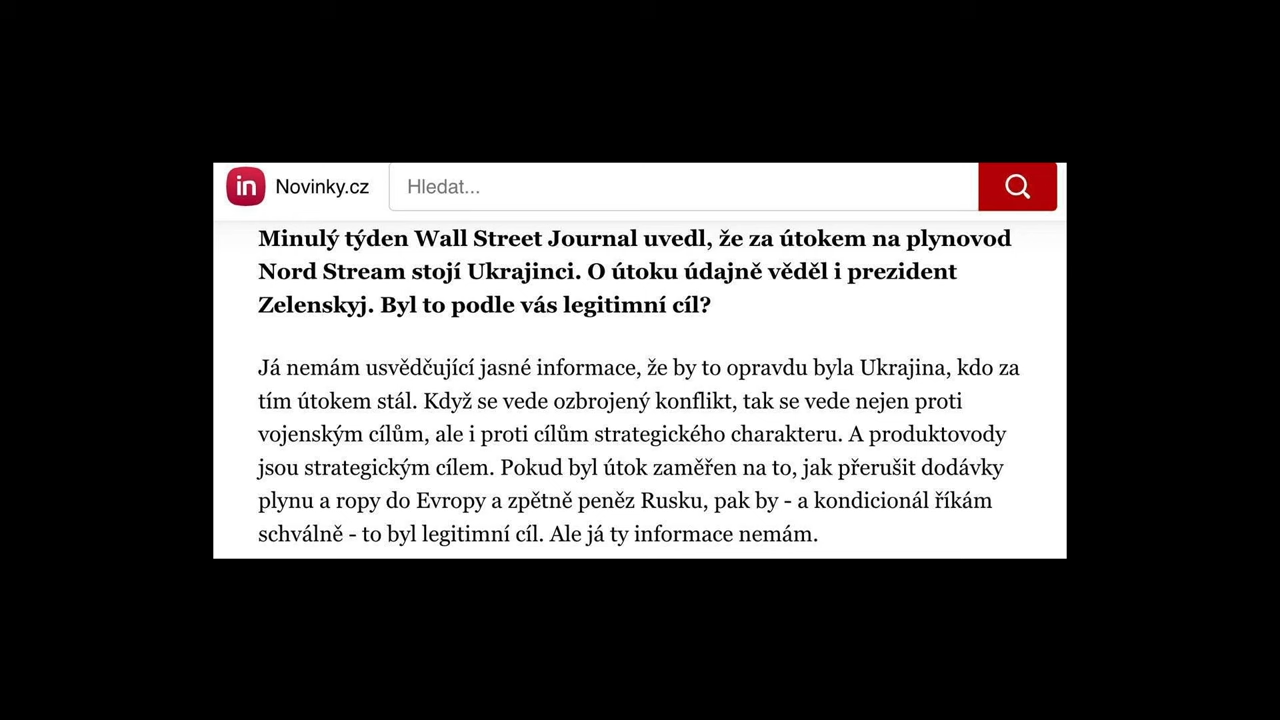 in Novinky.cz Hledat...
Minulý týden Wall Street Journal uvedl, že za útokem na plynovod
Nord Stream stojí Ukrajinci. O útoku údajně věděl i prezident
Zelenskyj. Byl to podle vás legitimní cíl?
Já nemám usvědčující jasné informace, že by to opravdu byla Ukrajina, kdo za
tím útokem stál. Když se vede ozbrojený konflikt, tak se vede nejen proti
vojenským cílům, ale i proti cílům strategického charakteru. A produktovody
jsou strategickým cílem. Pokud byl útok zaměřen na to, jak přerušit dodávky
plynu a ropy do Evropy a zpětně peněz Rusku, pak by - a kondicionál říkám
schválně - to byl legitimní cíl. Ale já ty informace nemám.